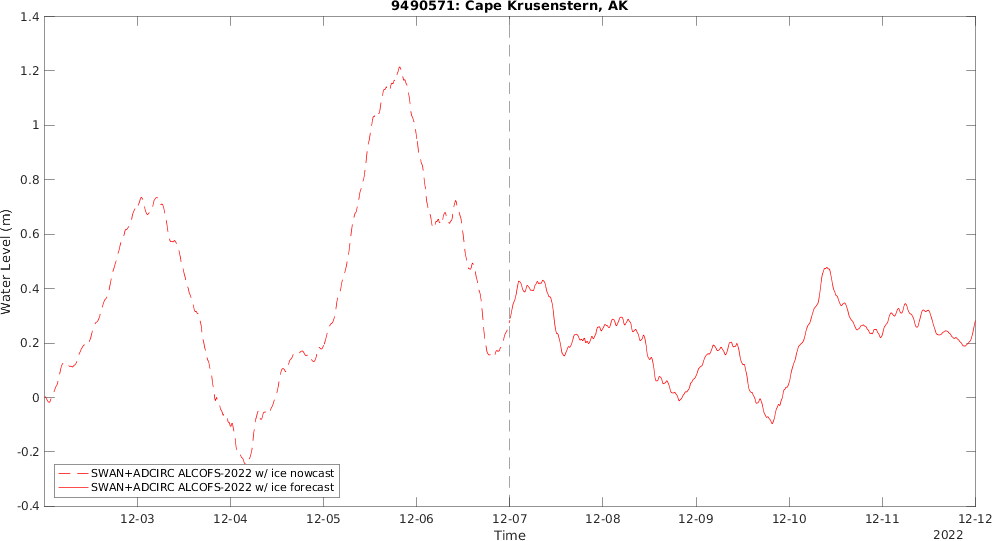 9490571: Cape Krusenstern, AK
1.4
1.2
1
0.8
0.6
0.4
0.2
0
-0.2
-0.4
Water Level (m)
SWAN+ADCIRC ALCOFS-2022 w/ ice nowcast
SWAN+ADCIRC ALCOFS-2022 w/ ice forecast
12-03 12-04 12-05 12-06 12-07 12-08 12-09 12-10 12-11 12-12
Time
2022